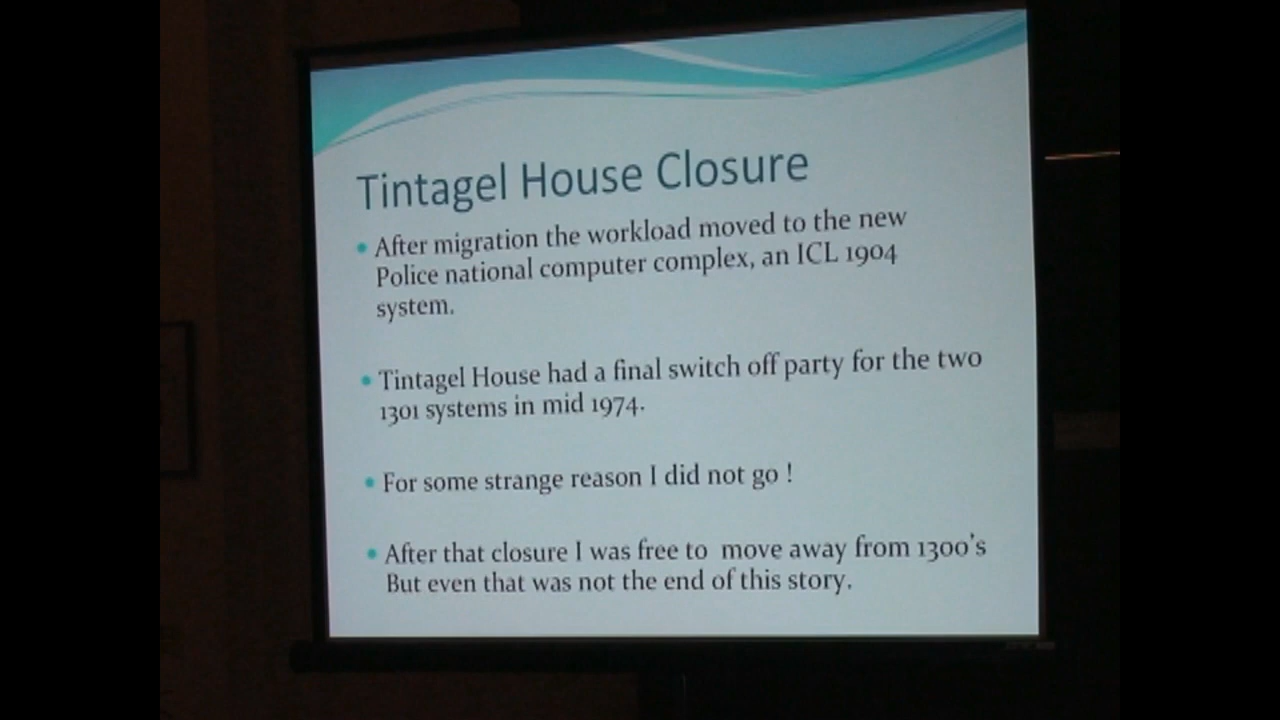 Tintagel House Closure
• After migration the workload moved to the new
Police national computer complex, an ICL 1904
system.
• Tintagel House had a final switch off party for the two
1301 systems in mid 1974.
• For some strange reason I did not go !
• After that closure I was free to  move away from 1300's
But even that was not the end of this story.